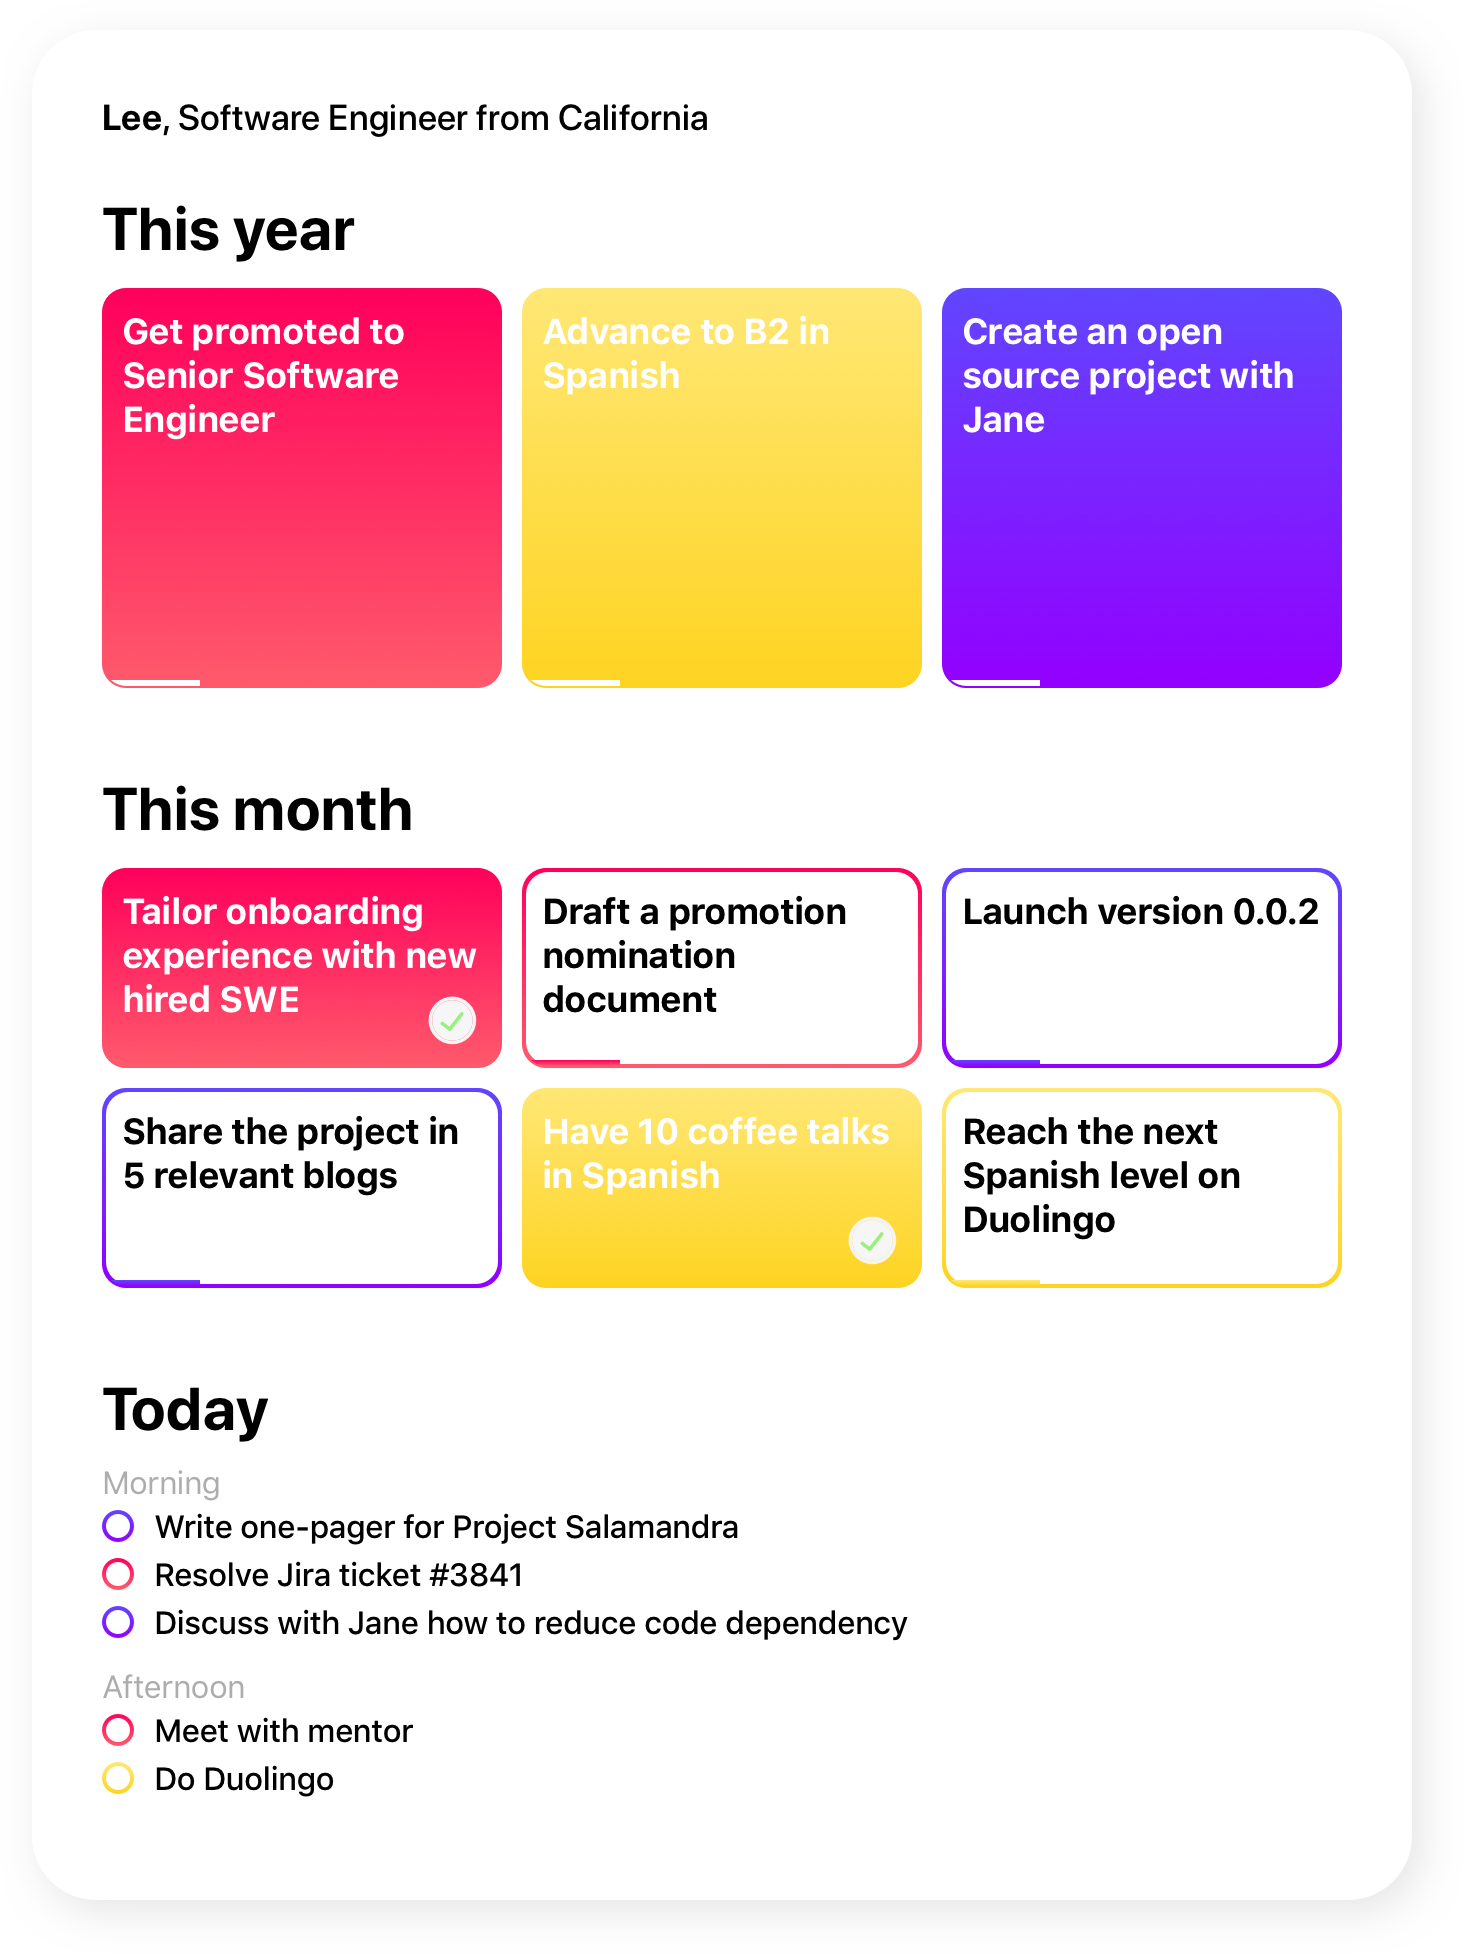 Lee, Software Engineer from California
This year
Get promoted to
Senior Software
Engineer
Advance to B2 in
Spanish
Create an open
source project with
Jane
This month
Tailor onboarding
experience with new
hired SWE
Draft a promotion
nomination
document
Launch version 0.0.2
Share the project in
5 relevant blogs
Have 10 coffee talks
in Spanish
Reach the next
Spanish level on
Duolingo
Today
Morning
Write one-pager for Project Salamandra
Resolve Jira ticket #3841
Discuss with Jane how to reduce code dependency
Afternoon
Meet with mentor
Do Duolingo